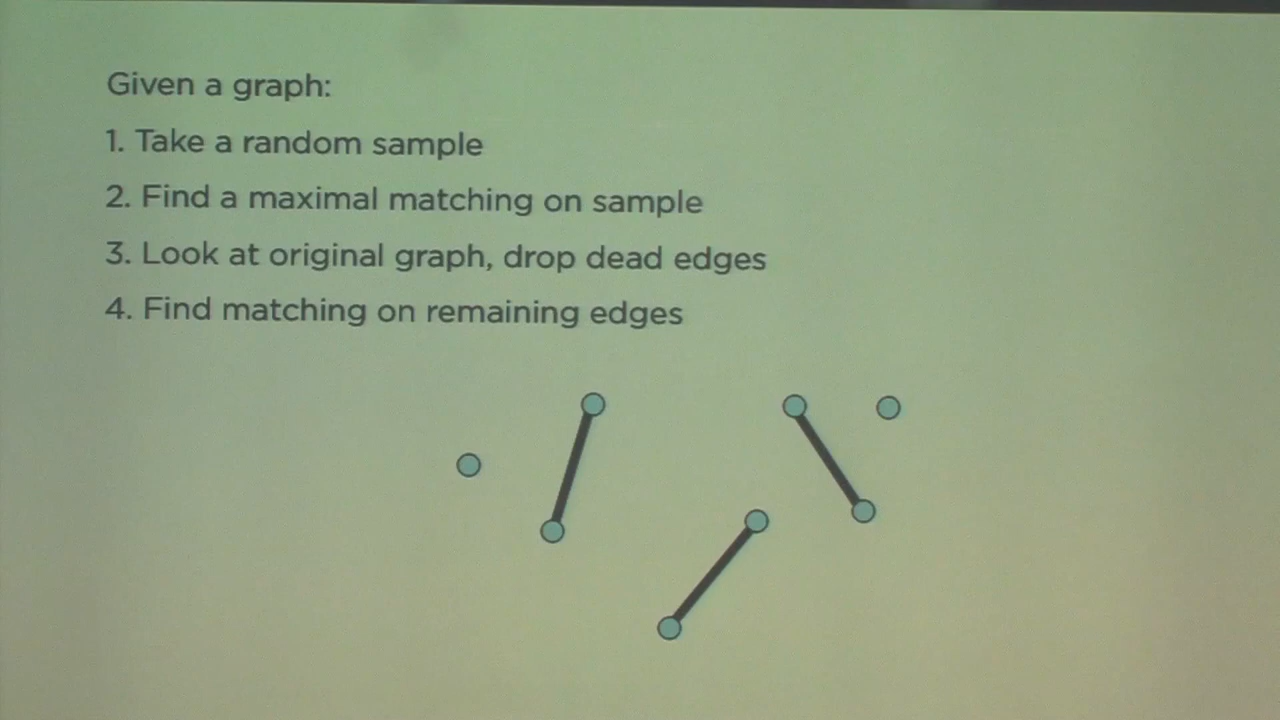 Given a graph:
1. Take a random sample
2. Find a maximal matching on sample
3. Look at original graph, drop dead edges
4. Find matching on remaining edges